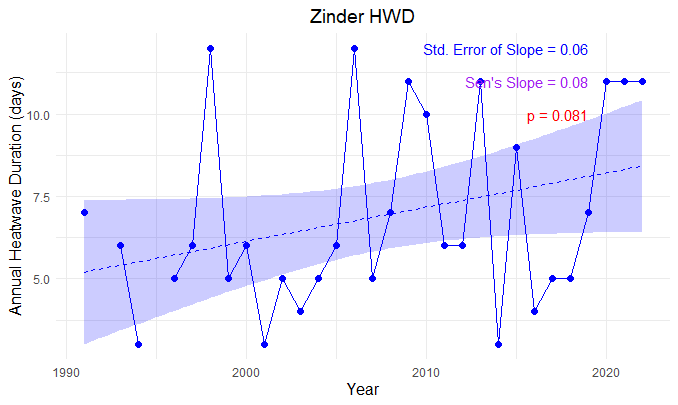 Zinder HWD
Std. Error of Slope = 0.06
Sen's Slope = 0.08
p = 0.081
Annual Heatwave Duration (days)
10.0
7.5
5.0
1990
2000
2010
2020
Year